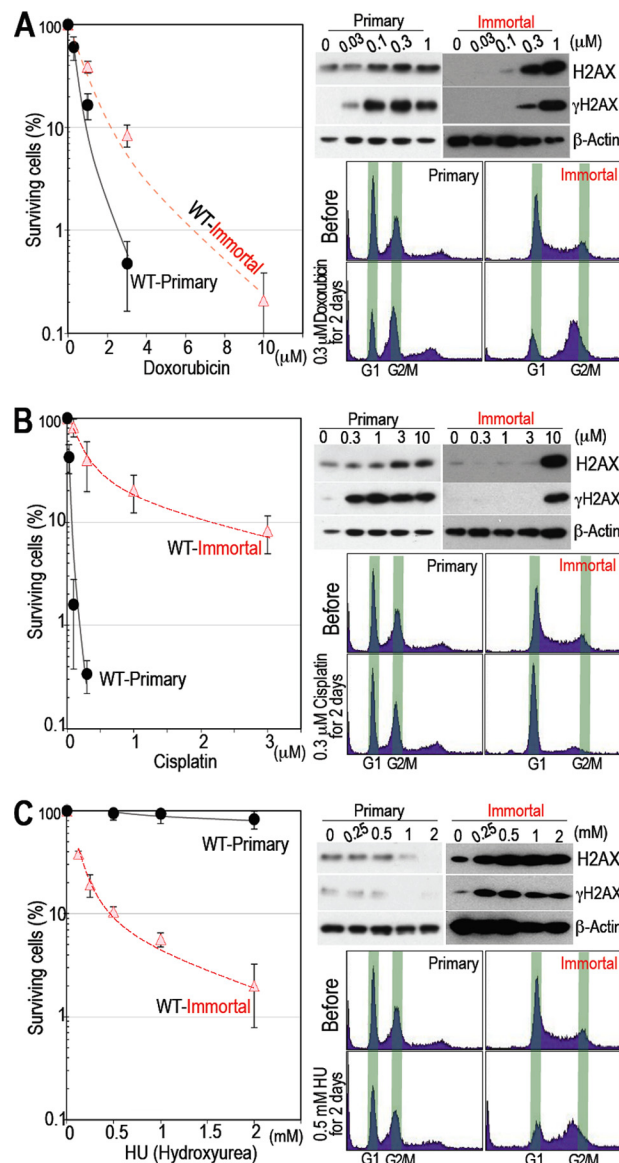 A
Surviving cells (%)
100
10
1
0.1
0 2 4 6 8 10 (μM)
Doxorubicin
WT-Primary
WT-Immortal
Primary Immortal
0 0.03 0.1 0.3 1 0 0.03 0.1 0.3 1 (μM)
H2AX
γH2AX
β-Actin
Before
Primary Immortal
0.3 μM Doxorubicin
for 2 days
G1 G2/M G1 G2/M
B
Surviving cells (%)
100
10
1
0.1
0 1 2 3 (μM)
Cisplatin
WT-Immortal
WT-Primary
Primary Immortal
0 0.3 1 3 10 0 0.3 1 3 10 (μM)
H2AX
γH2AX
β-Actin
Before
Primary Immortal
0.3 μM Cisplatin
for 2 days
G1 G2/M G1 G2/M
C
Surviving cells (%)
100
10
1
0.1
0 0.5 1 1.5 2 (mM)
HU (Hydroxyurea)
WT-Primary
WT-Immortal
Primary Immortal
0 0.25 0.5 1 2 0 0.25 0.5 1 2 (mM)
H2AX
γH2AX
β-Actin
Before
Primary Immortal
0.5 mM HU
for 2 days
G1 G2/M G1 G2/M